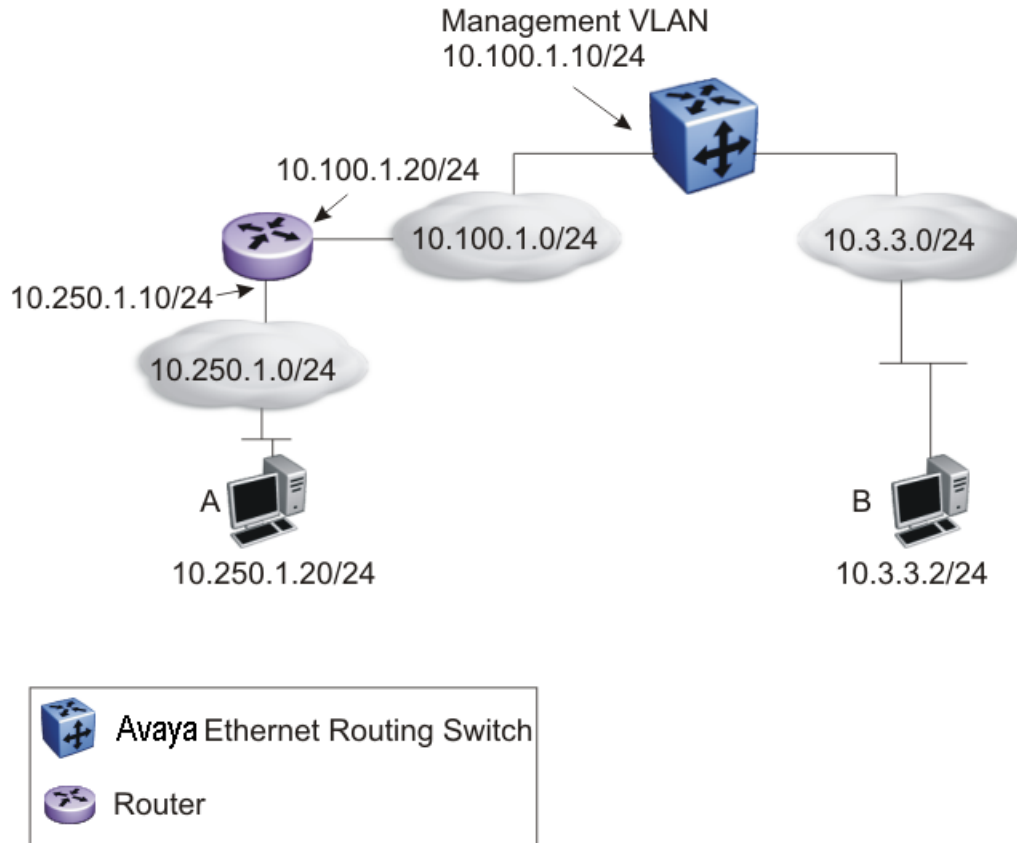 Management VLAN
10.100.1.10/24
10.100.1.20/24
10.100.1.0/24
10.3.3.0/24
10.250.1.10/24
10.250.1.0/24
A
B
10.250.1.20/24
10.3.3.2/24
Avaya Ethernet Routing Switch
Router